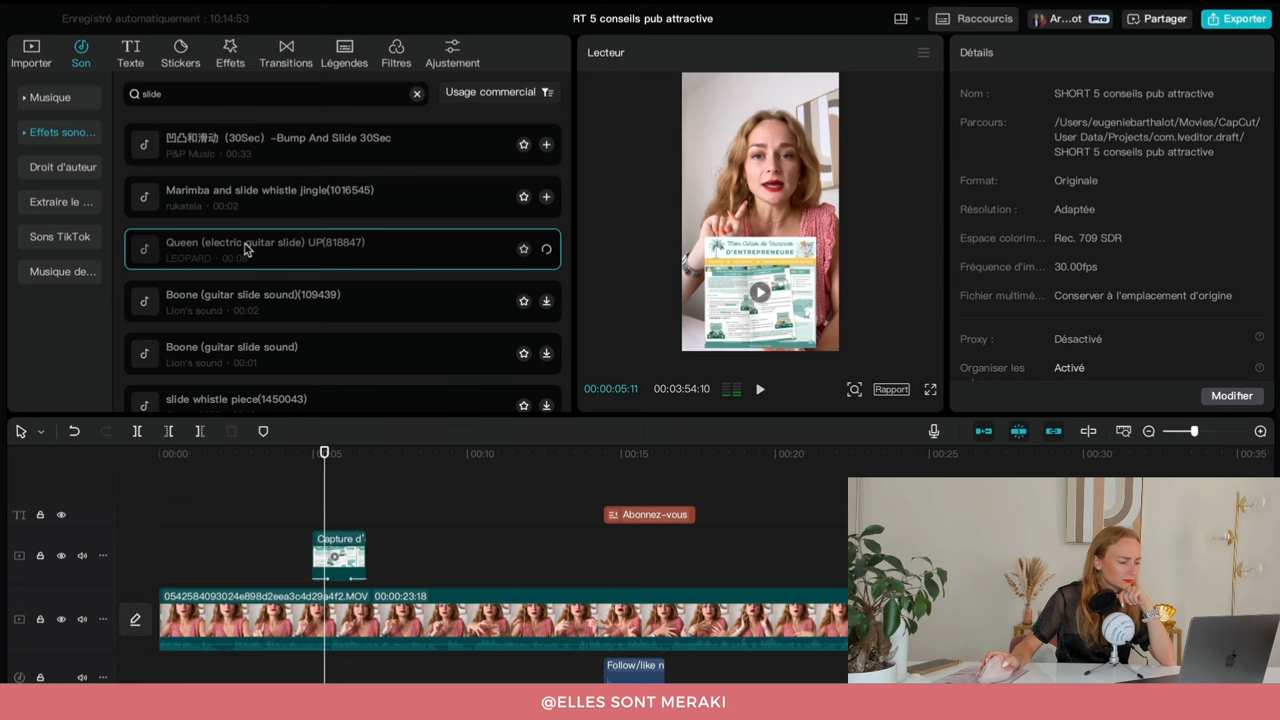 Enregistré automatiquement : 10:14:53
RT 5 conseils pub attractive
Raccourcis
Ar...ot Pro
Partager
Exporter
Importer
Son
Texte
Stickers
Effets
Transitions
Légendes
Filtres
Ajustement
Lecteur
Détails
Musique
Effets sono...
Droit d'auteur
Extraire le ...
Sons TikTok
Musique de...
slide
Usage commercial
凹凸和滑动（30Sec）-Bump And Slide 30Sec
P&P Music · 00:33
Marimba and slide whistle jingle(1016545)
rukatela · 00:02
Queen (electric guitar slide) UP(818847)
LEOPARD
Boone (guitar slide sound)(109439)
Lion's sound · 00:02
Boone (guitar slide sound)
Lion's sound · 00:01
slide whistle piece(1450043)
Mon Cahier de Vacances
D'ENTREPRENEURE
00:00:05:11
00:03:54:10
Rapport
Nom :
SHORT 5 conseils pub attractive
Parcours:
/Users/eugeniebarthalot/Movies/CapCut/
User Data/Projects/com.lveditor.draft/
SHORT 5 conseils pub attractive
Format:
Originale
Résolution :
Adaptée
Espace colorim...
Rec. 709 SDR
Fréquence d'im...
30.00fps
Fichier multimé...
Conserver à l'emplacement d'origine
Proxy :
Désactivé
Organiser les
Activé
Modifier
00:00
00:05
00:10
00:15
00:20
00:25
00:30
00:35
Abonnez-vous
Capture d'
0542584093024e898d2eea3c4d29a4f2.MOV 00:00:23:18
Follow/like n
@ELLES SONT MERAKI